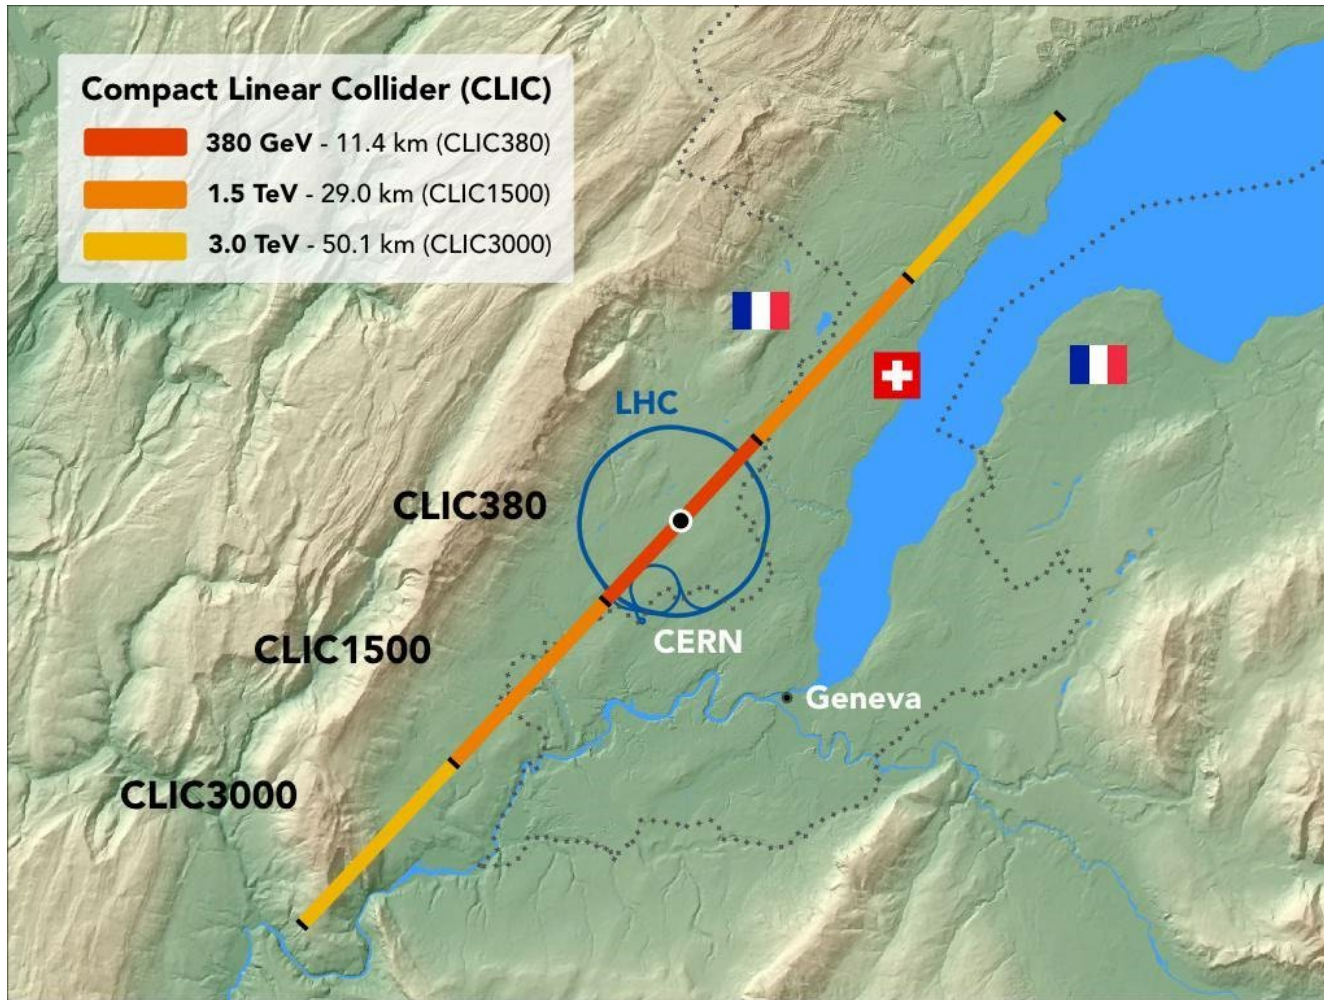 Compact Linear Collider (CLIC)
380 GeV - 11.4 km (CLIC380)
1.5 TeV - 29.0 km (CLIC1500)
3.0 TeV - 50.1 km (CLIC3000)
LHC
CLIC380
CERN
CLIC1500
Geneva
CLIC3000